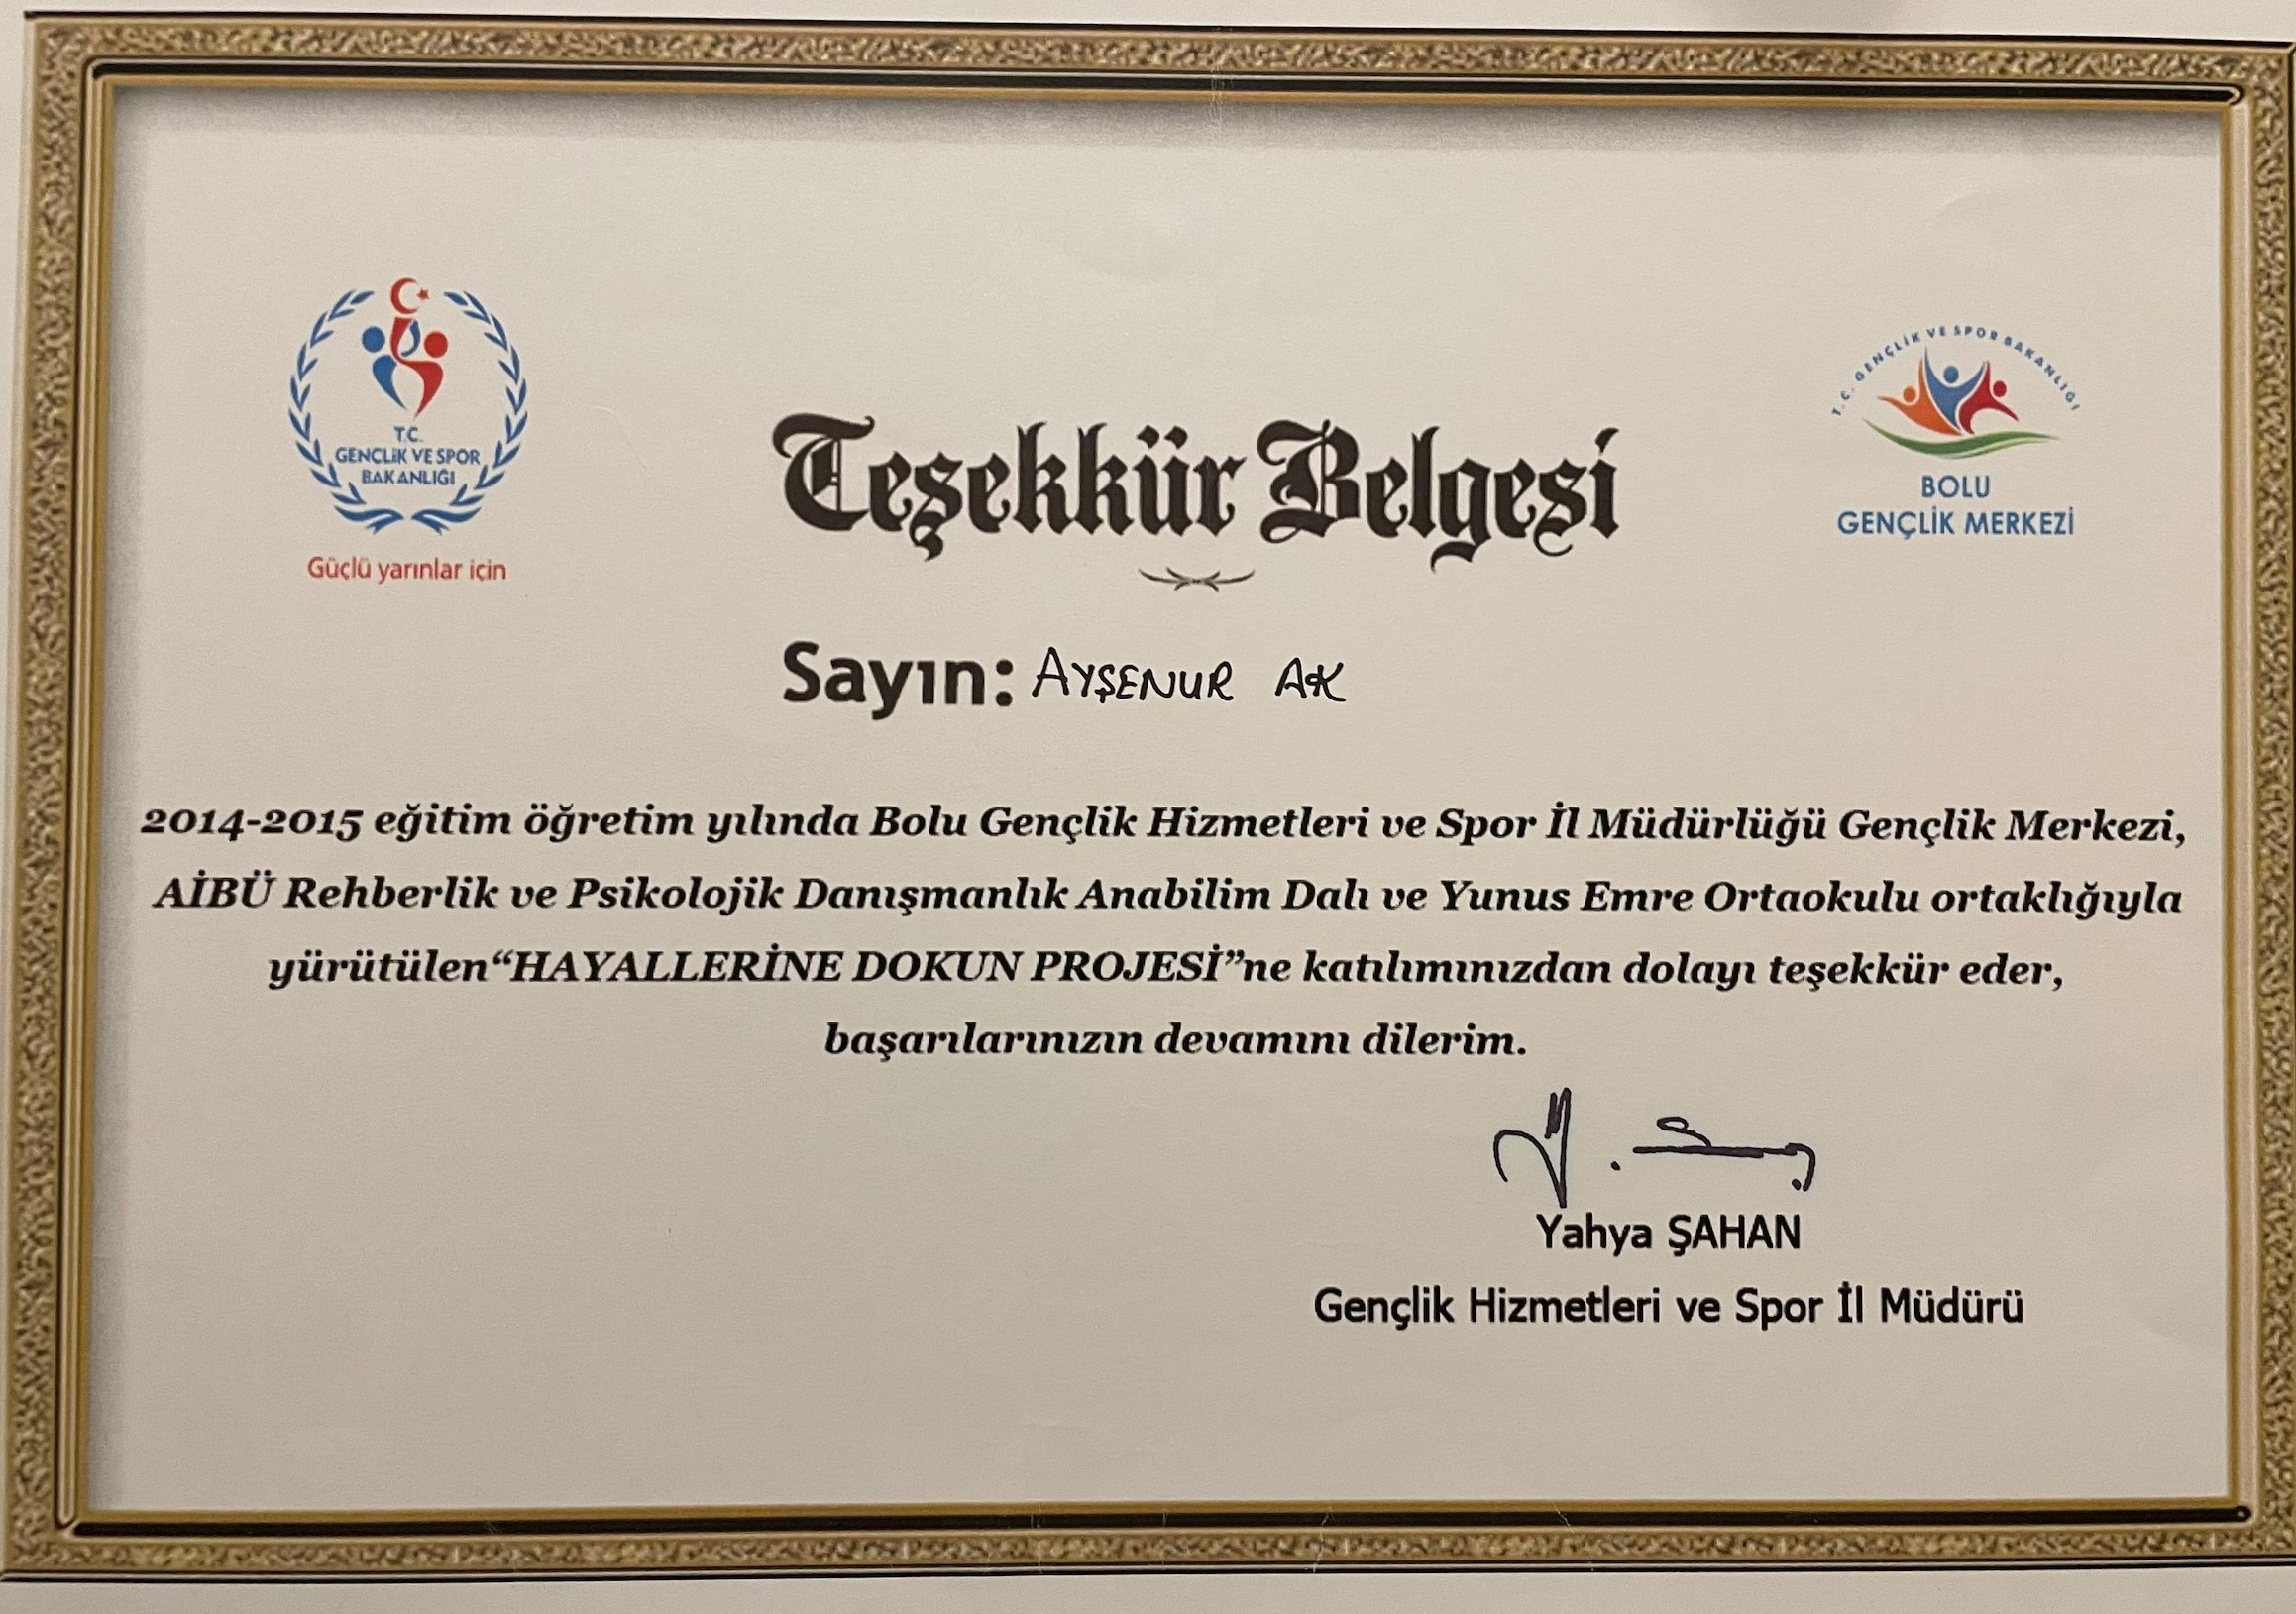 T.C.
GENÇLİK VE SPOR
BAKANLIĞI
Güçlü yarınlar için
T.C. GENÇLİK VE SPOR BAKANLIĞI
BOLU
GENÇLİK MERKEZİ
Teşekkür Belgesi
Sayın: AYŞENUR AK
2014-2015 eğitim öğretim yılında Bolu Gençlik Hizmetleri ve Spor İl Müdürlüğü Gençlik Merkezi,
AİBÜ Rehberlik ve Psikolojik Danışmanlık Anabilim Dalı ve Yunus Emre Ortaokulu ortaklığıyla
yürütülen“HAYALLERİNE DOKUN PROJESİ”ne katılımınızdan dolayı teşekkür eder,
başarılarınızın devamını dilerim.
Yahya ŞAHAN
Gençlik Hizmetleri ve Spor İl Müdürü